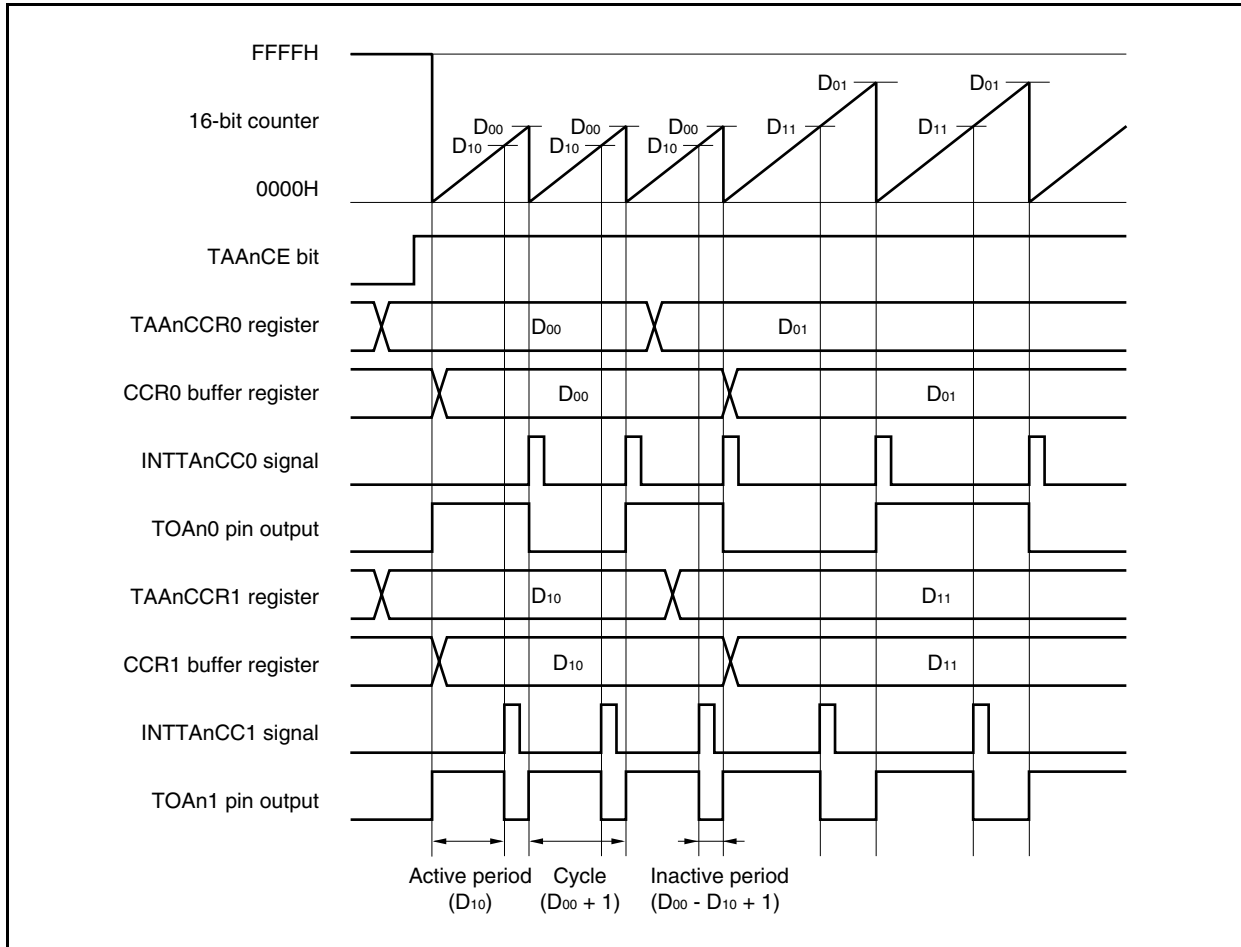 FFFFH
D01 D01
16-bit counter D00 D00 D00 D11 D11
D10 D10 D10
0000H
TAAnCE bit
TAAnCCR0 register D00 D01
CCR0 buffer register D00 D01
INTTAnCC0 signal
TOAn0 pin output
TAAnCCR1 register D10 D11
CCR1 buffer register D10 D11
INTTAnCC1 signal
TOAn1 pin output
Active period Cycle Inactive period
(D10) (D00 + 1) (D00 - D10 + 1)